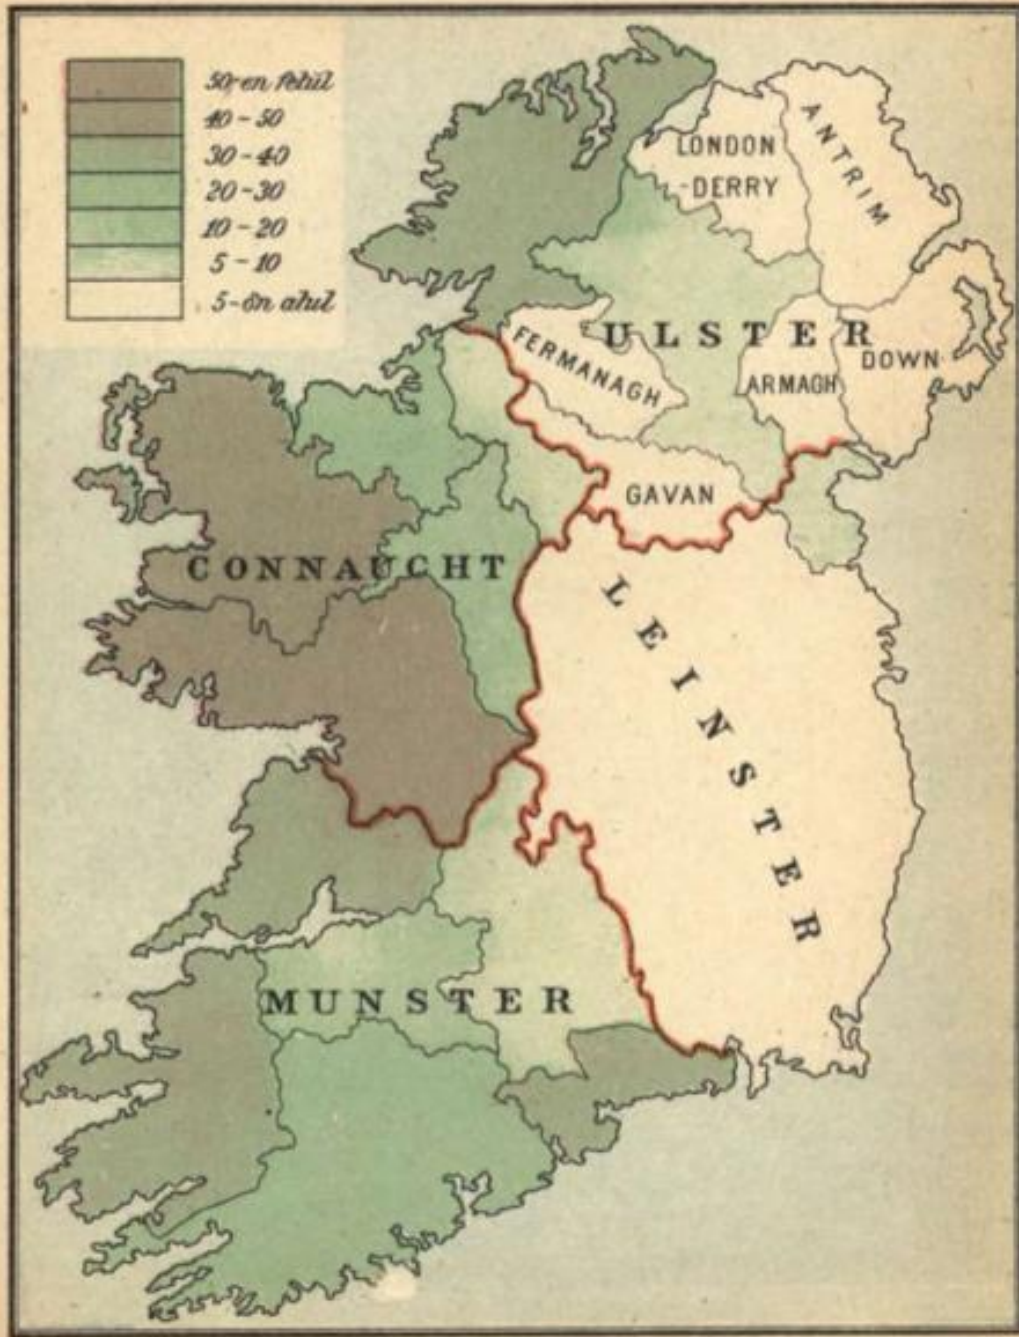 50-en felül
40-50
30-40
20-30
10-20
5-10
5-ön alul
LONDON
-DERRY
ANTRIM
ULSTER
FERMANAGH
ARMAGH
DOWN
GAVAN
CONNAUCHT
LEINSTER
MUNSTER